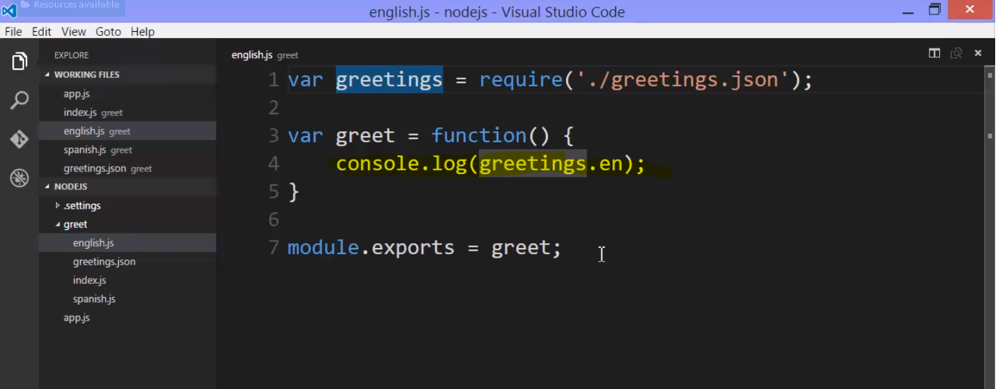 Resources available
english.js - nodejs - Visual Studio Code
File Edit View Goto Help
EXPLORE
WORKING FILES
app.js
index.js greet
english.js greet
spanish.js greet
greetings.json greet
NODEJS
.settings
greet
english.js
greetings.json
index.js
spanish.js
app.js
english.js greet
1 var greetings = require('./greetings.json');
2
3 var greet = function() {
4 console.log(greetings.en);
5 }
6
7 module.exports = greet;